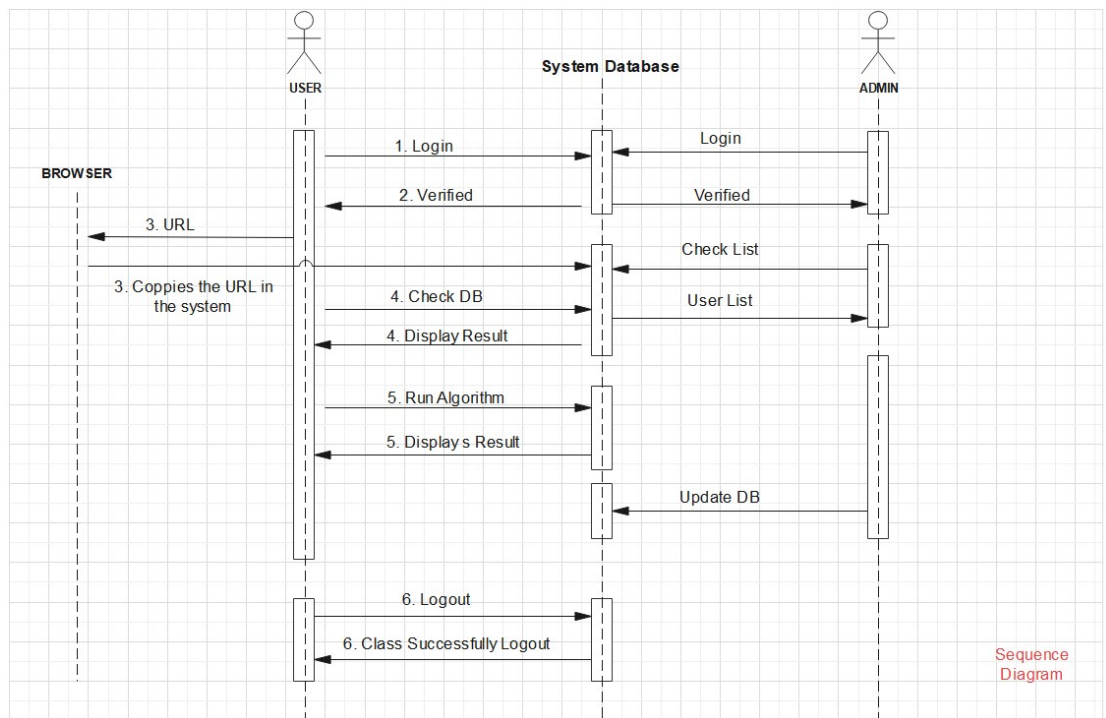 USER
System Database
ADMIN
BROWSER
1. Login
Login
2. Verified
Verified
3. URL
3. Coppies the URL in
the system
Check List
4. Check DB
User List
4. Display Result
5. Run Algorithm
5. Display s Result
Update DB
6. Logout
6. Class Successfully Logout
Sequence
Diagram